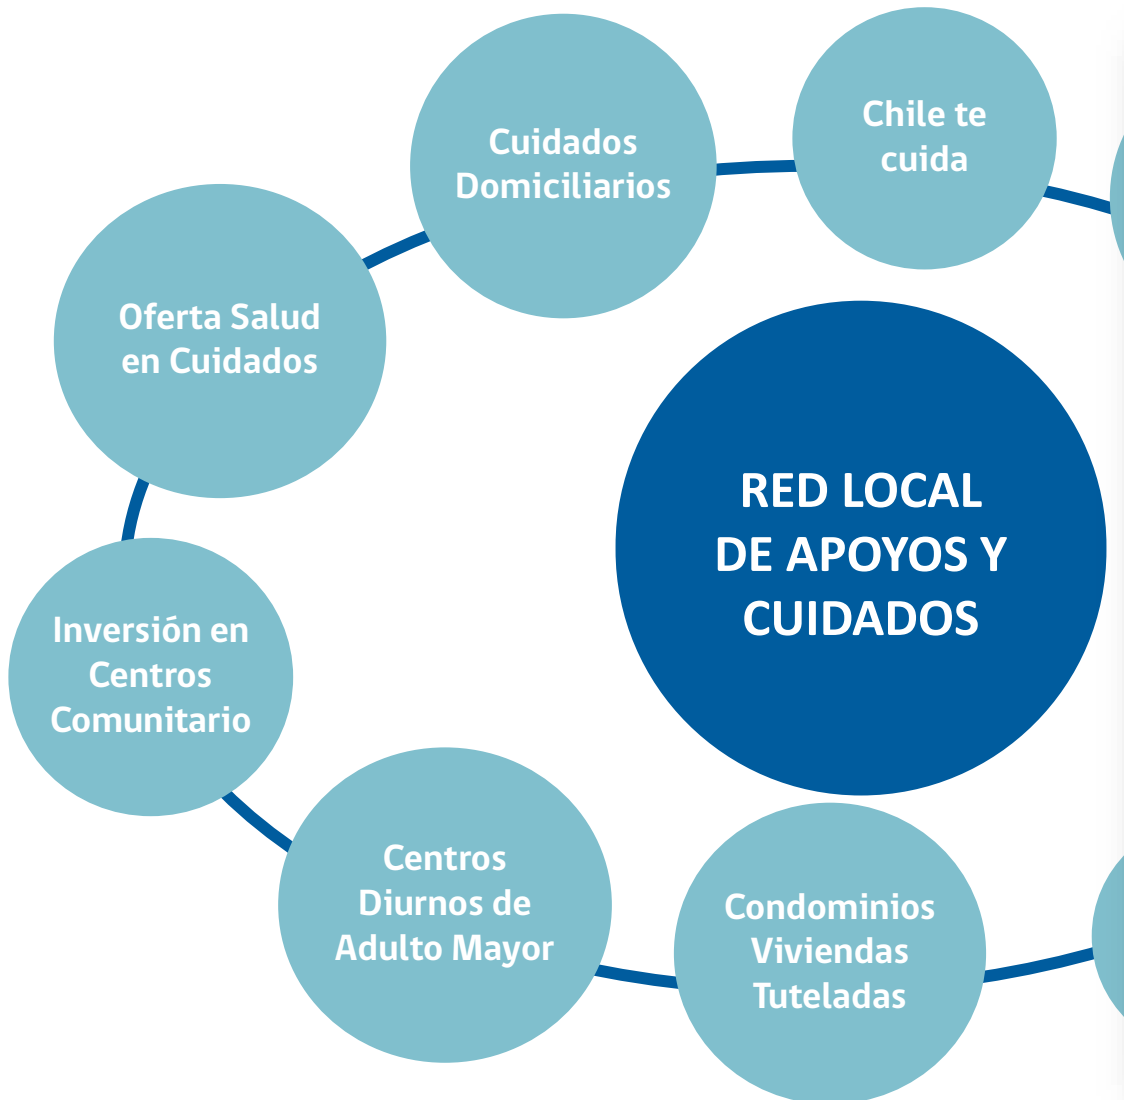 Chile te
cuida
Cuidados
Domiciliarios
Oferta Salud
en Cuidados
RED LOCAL
DE APOYOS Y
CUIDADOS
Inversión en
Centros
Comunitario
Centros
Diurnos de
Adulto Mayor
Condominios
Viviendas
Tuteladas